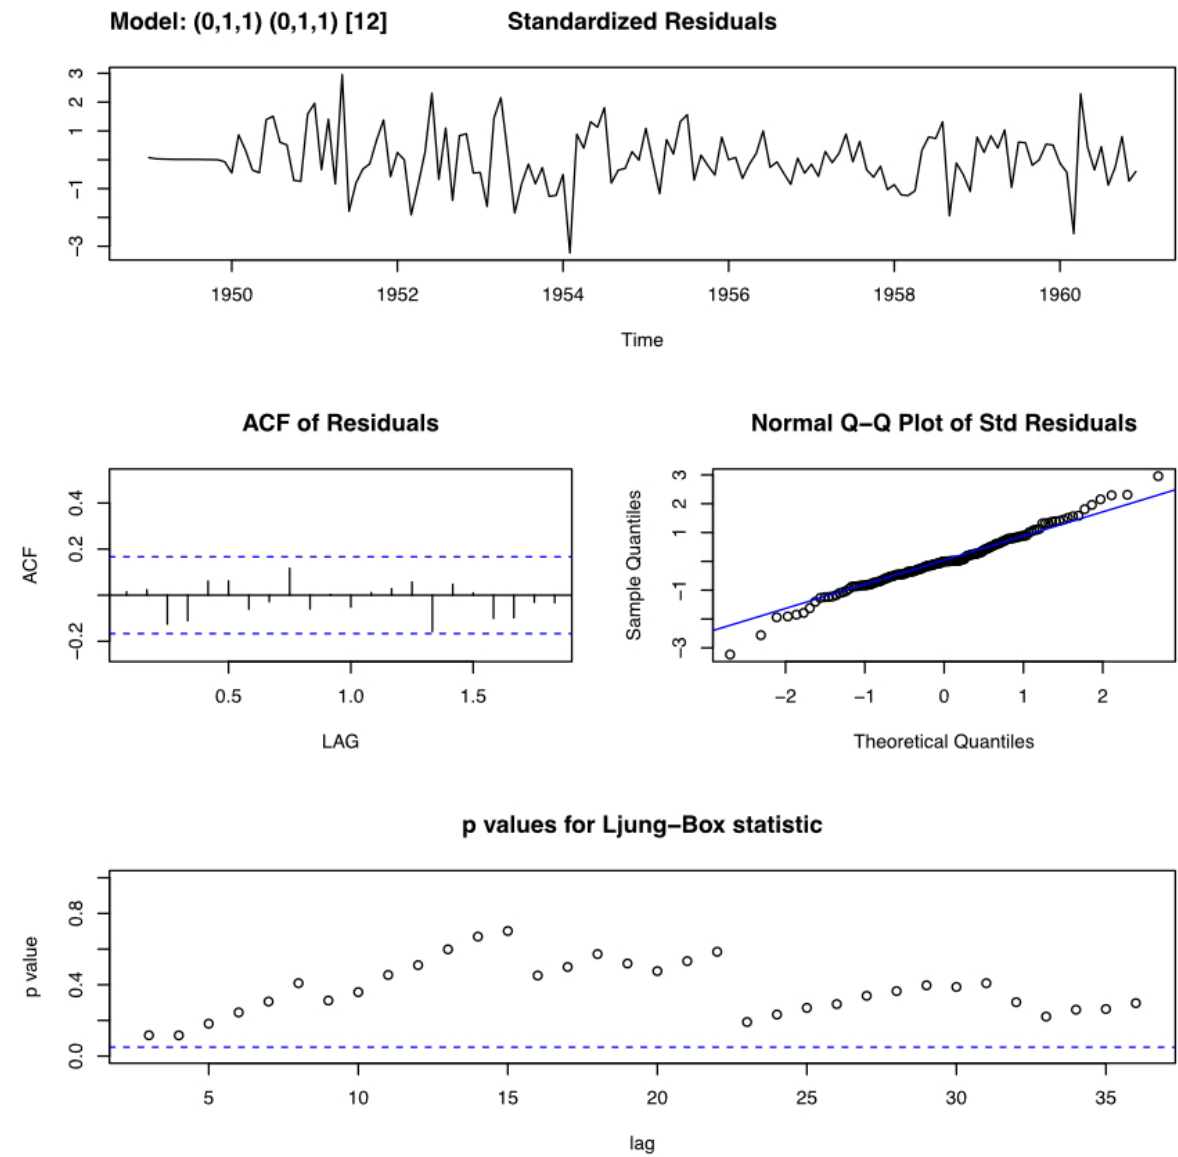 Model: (0,1,1) (0,1,1) [12] Standardized Residuals
3
2
1
−1
−3
1950 1952 1954 1956 1958 1960
Time
ACF of Residuals
ACF
0.4
0.2
−0.2
0.5 1.0 1.5
LAG
Normal Q−Q Plot of Std Residuals
Sample Quantiles
3
2
1
−1
−3
−2 −1 0 1 2
Theoretical Quantiles
p values for Ljung−Box statistic
p value
0.8
0.4
0.0
5 10 15 20 25 30 35
lag